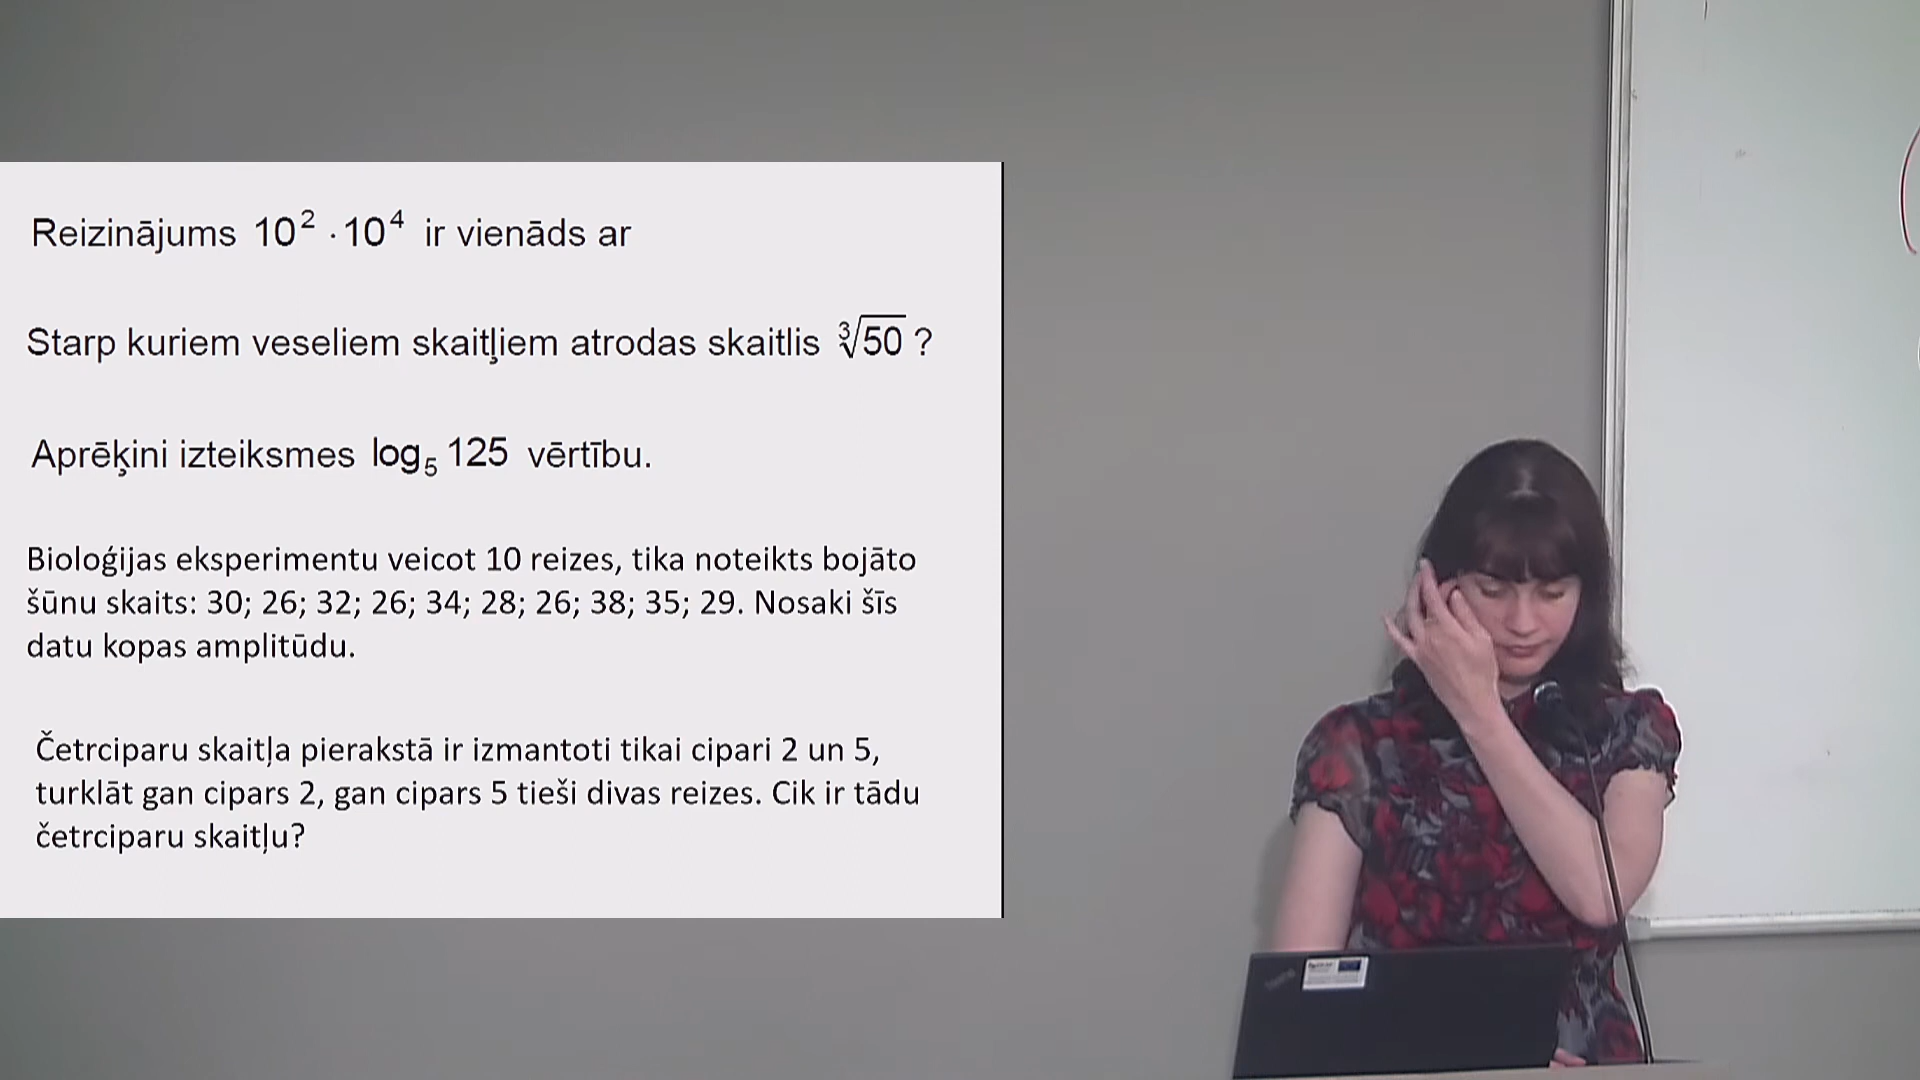 Reizinājums 10² · 10⁴ ir vienāds ar
Starp kuriem veseliem skaitļiem atrodas skaitlis ∛50 ?
Aprēķini izteiksmes log₅ 125 vērtību.
Bioloģijas eksperimentu veicot 10 reizes, tika noteikts bojāto
šūnu skaits: 30; 26; 32; 26; 34; 28; 26; 38; 35; 29. Nosaki šīs
datu kopas amplitūdu.
Četrciparu skaitļa pierakstā ir izmantoti tikai cipari 2 un 5,
turklāt gan cipars 2, gan cipars 5 tieši divas reizes. Cik ir tādu
četrciparu skaitļu?